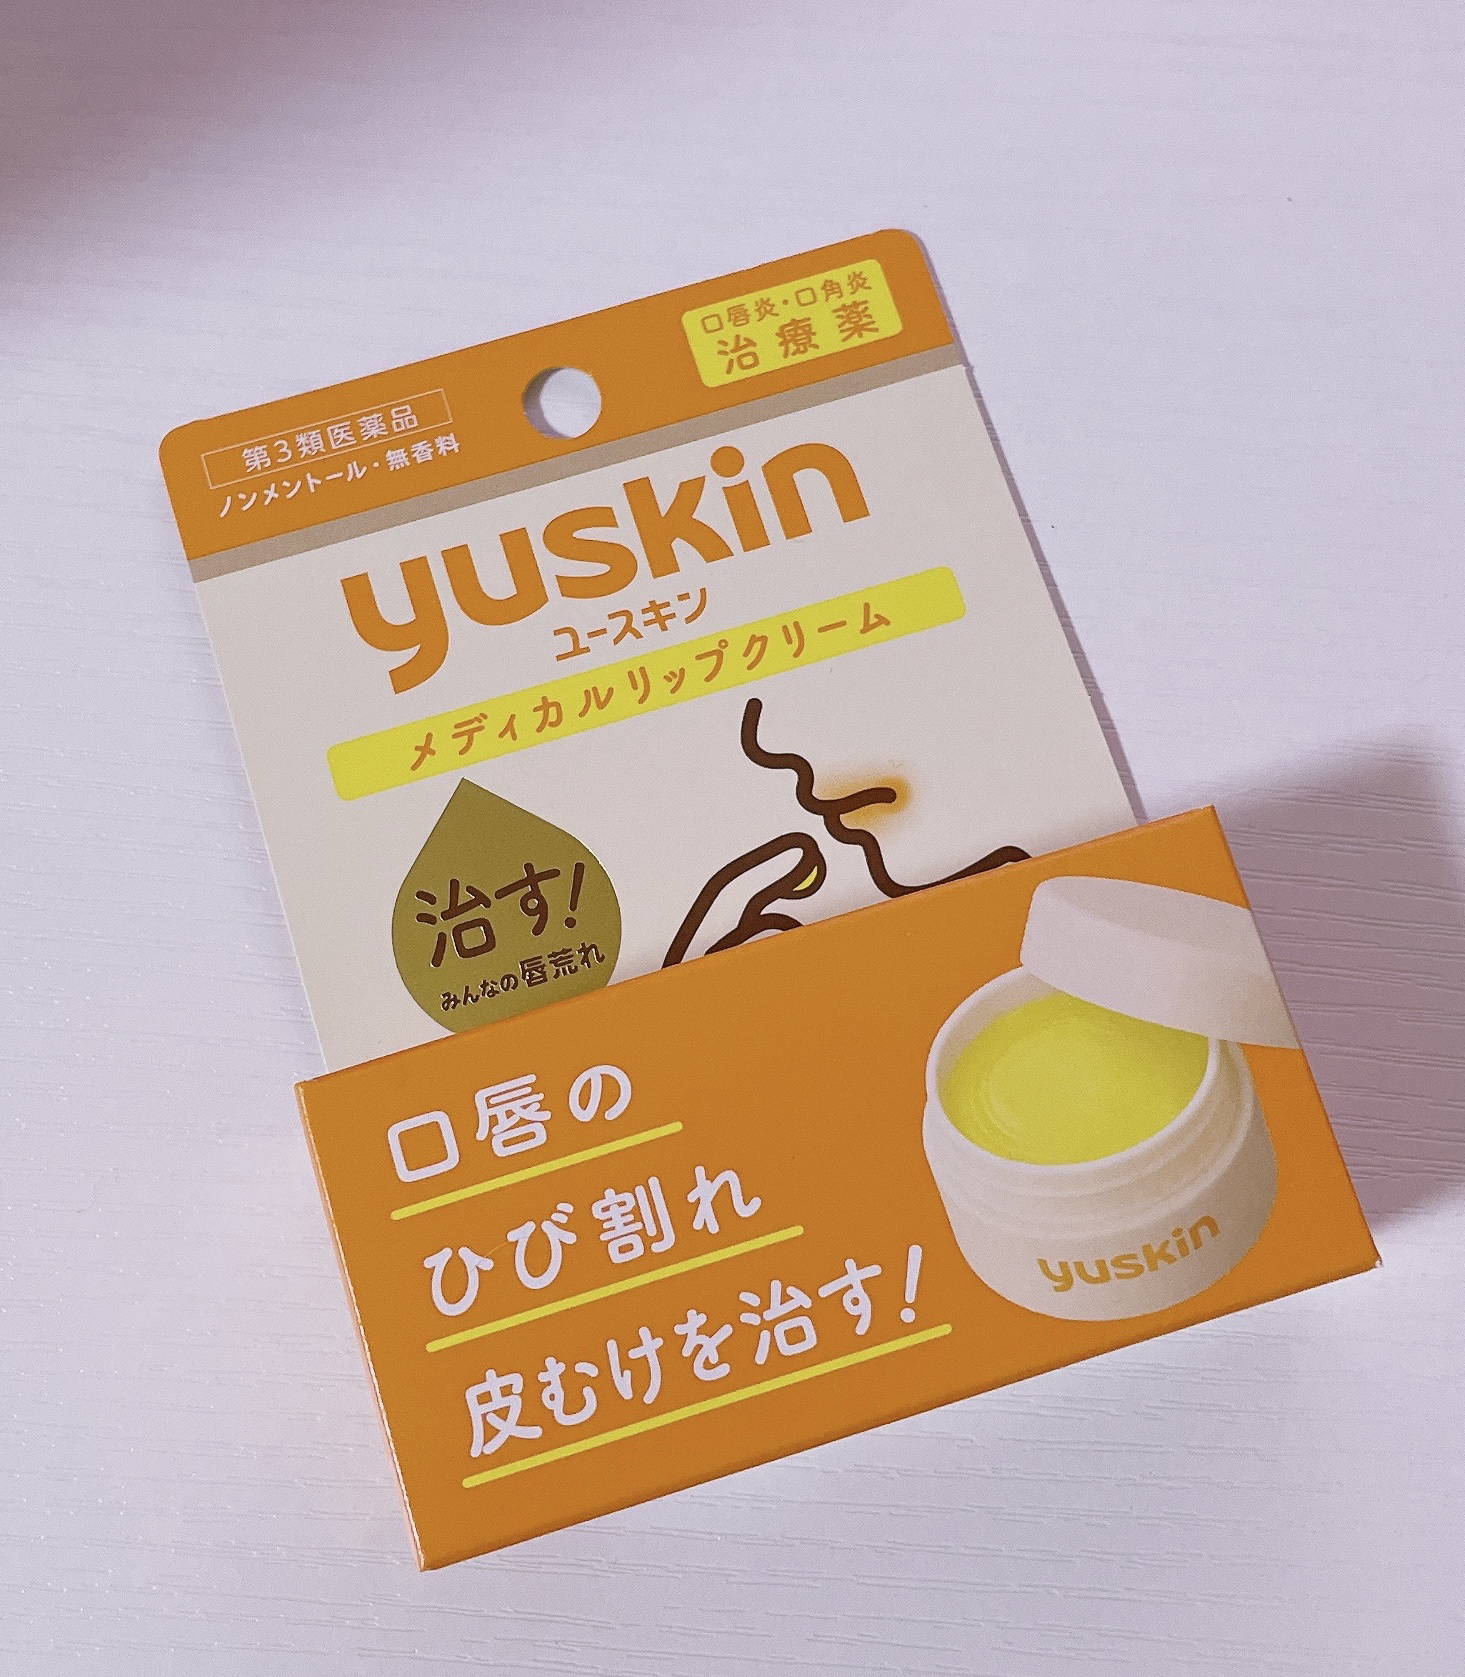 口唇炎・口角炎
治療薬
第3類医薬品
ノンメントール・無香料
yuskin
ユースキン
メディカルリップクリーム
治す!
みんなの唇荒れ
口唇の
ひび割れ
皮むけを治す!
yuskin